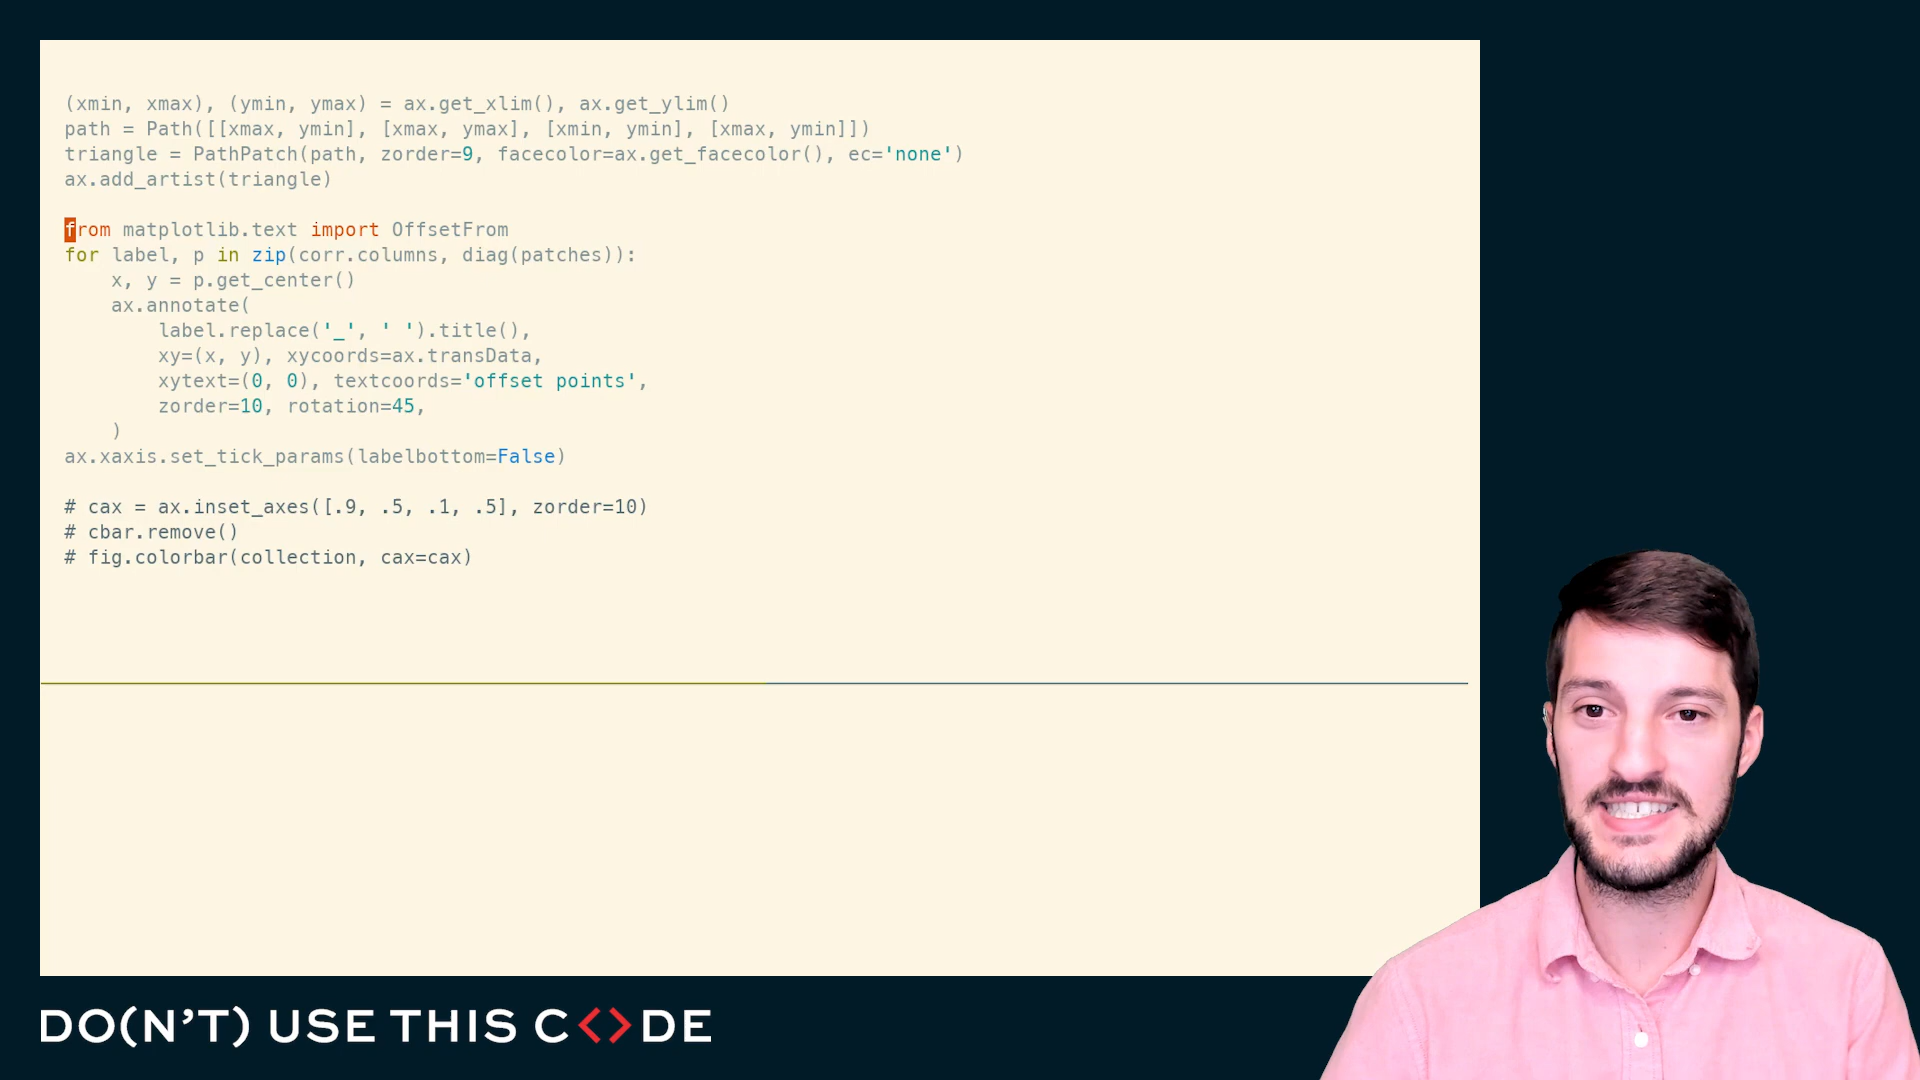 (xmin, xmax), (ymin, ymax) = ax.get_xlim(), ax.get_ylim()
path = Path([[xmax, ymin], [xmax, ymax], [xmin, ymin], [xmax, ymin]])
triangle = PathPatch(path, zorder=9, facecolor=ax.get_facecolor(), ec='none')
ax.add_artist(triangle)
from matplotlib.text import OffsetFrom
for label, p in zip(corr.columns, diag(patches)):
    x, y = p.get_center()
    ax.annotate(
        label.replace('_', ' ').title(),
        xy=(x, y), xycoords=ax.transData,
        xytext=(0, 0), textcoords='offset points',
        zorder=10, rotation=45,
    )
ax.xaxis.set_tick_params(labelbottom=False)
# cax = ax.inset_axes([.9, .5, .1, .5], zorder=10)
# cbar.remove()
# fig.colorbar(collection, cax=cax)
DO(N'T) USE THIS C<>DE